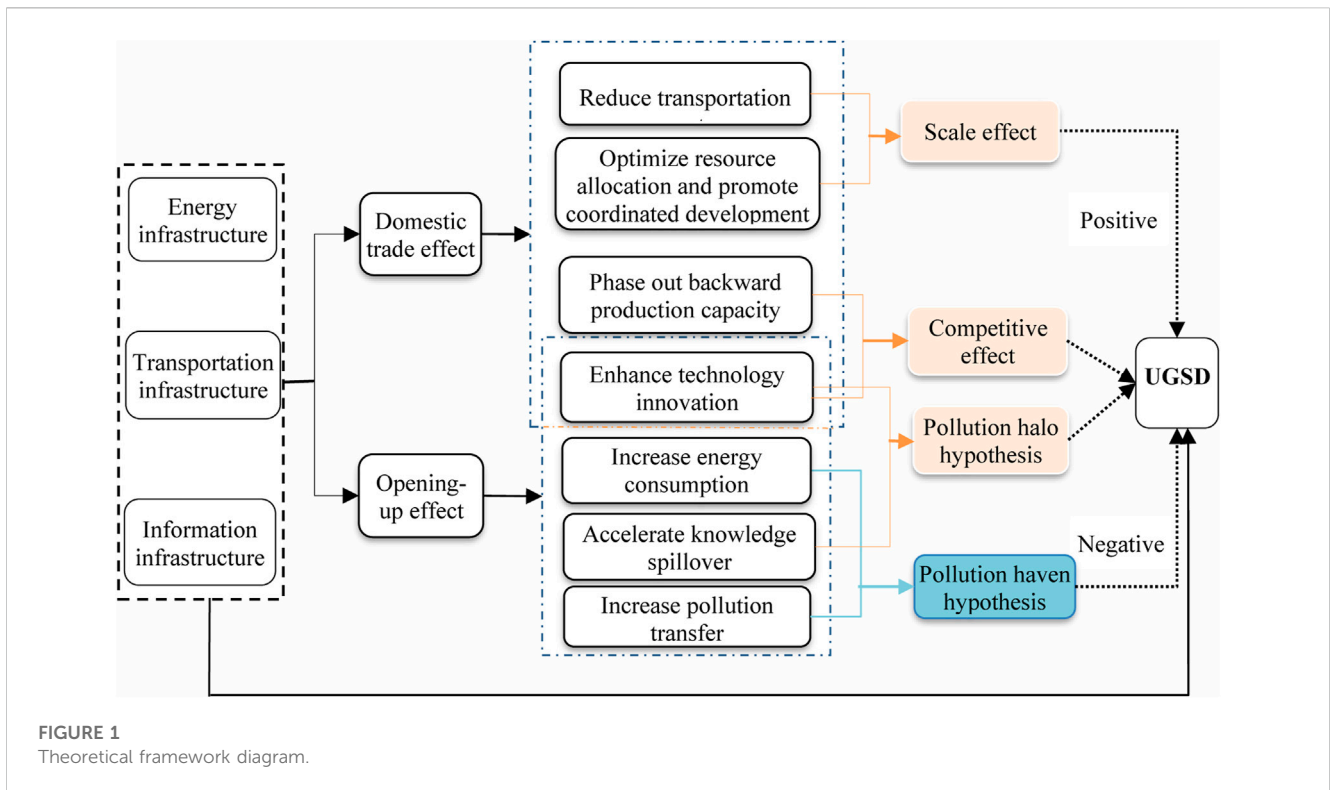 Energy
infrastructure
Transportation
infrastructure
Information
infrastructure
Domestic
trade effect
Opening-
up effect
Reduce transportation
Optimize resource
allocation and promote
coordinated development
Phase out backward
production capacity
Enhance technology
innovation
Increase energy
consumption
Accelerate knowledge
spillover
Increase pollution
transfer
Scale effect
Competitive
effect
Pollution halo
hypothesis
Pollution haven
hypothesis
Positive
Negative
UGSD
FIGURE 1
Theoretical framework diagram.